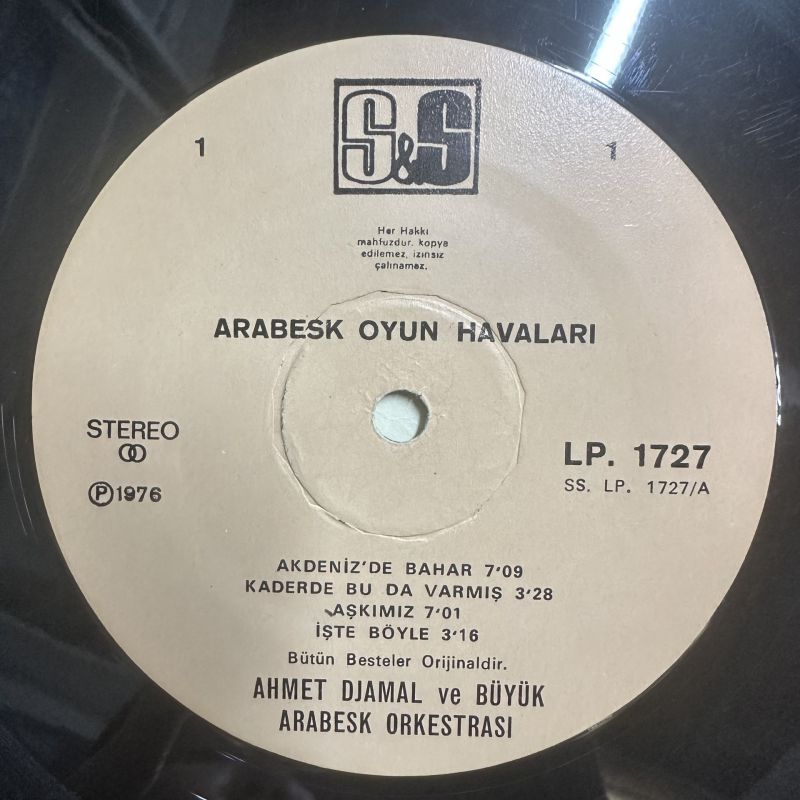 S&S
1 1
Her Hakkı
mahfuzdur. kopye
edilemez, izinsiz
çalınamaz.
ARABESK OYUN HAVALARI
STEREO
LP. 1727
SS. LP. 1727/A
Ⓟ1976
AKDENİZ'DE BAHAR 7'09
KADERDE BU DA VARMIŞ 3'28
AŞKIMIZ 7'01
İŞTE BÖYLE 3'16
Bütün Besteler Orijinaldir.
AHMET DJAMAL ve BÜYÜK
ARABESK ORKESTRASI